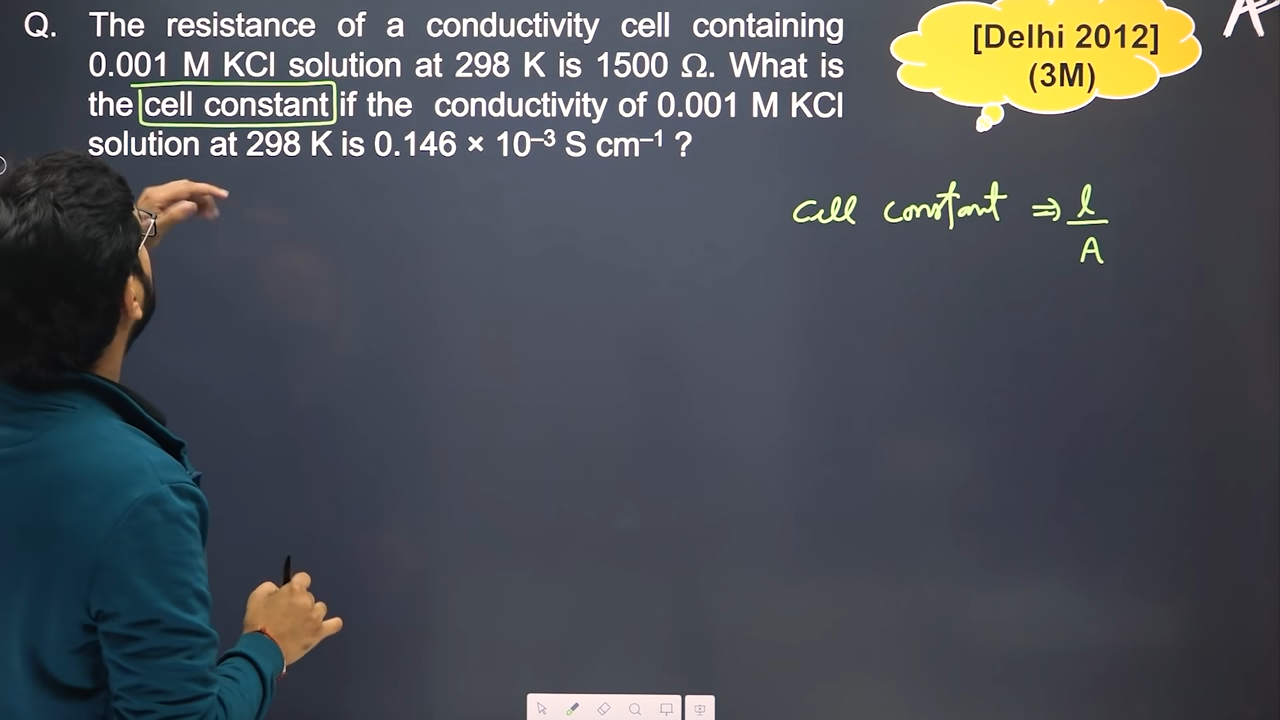 Q. The resistance of a conductivity cell containing
0.001 M KCl solution at 298 K is 1500 Ω. What is
the cell constant if the conductivity of 0.001 M KCl
solution at 298 K is 0.146 × 10⁻³ S cm⁻¹ ?
[Delhi 2012]
(3M)
cell constant ⇒ l/A